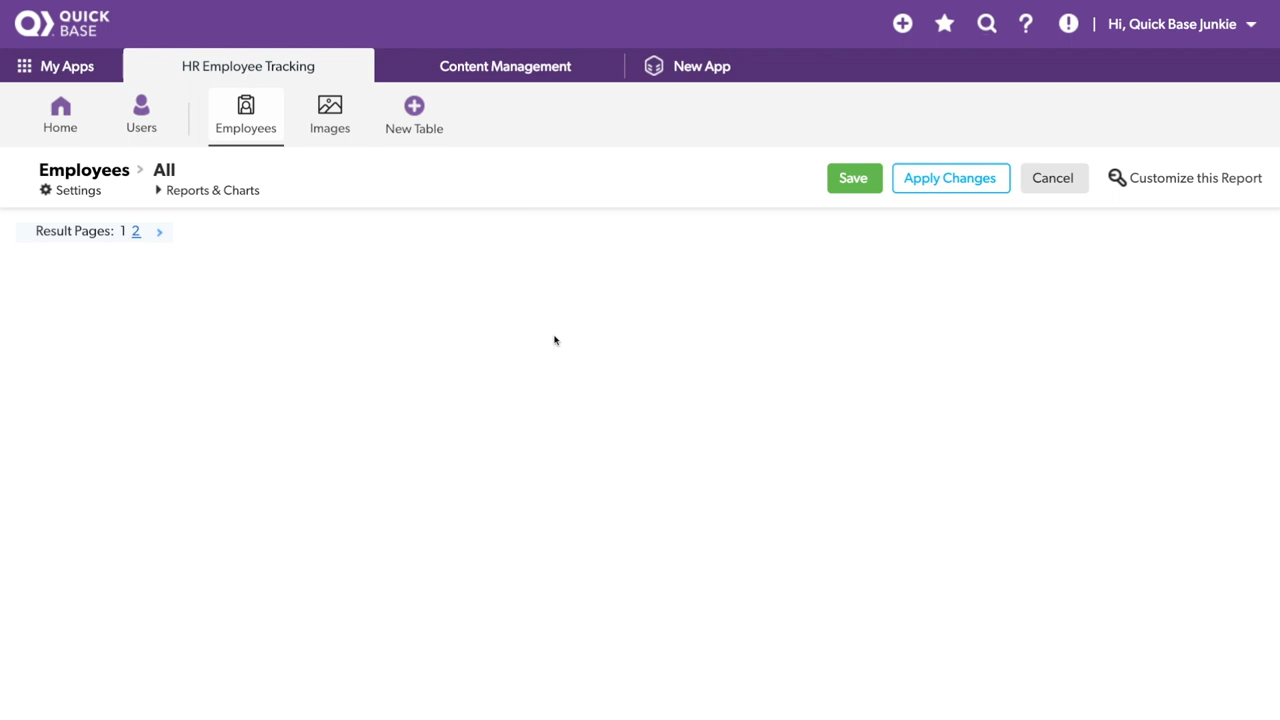 QUICK
BASE
| Hi, Quick Base Junkie
My Apps
HR Employee Tracking
Content Management
New App
Home
Users
Employees
Images
New Table
Employees > All
Settings
Reports & Charts
Save
Apply Changes
Cancel
Customize this Report
Result Pages: 1 2 >